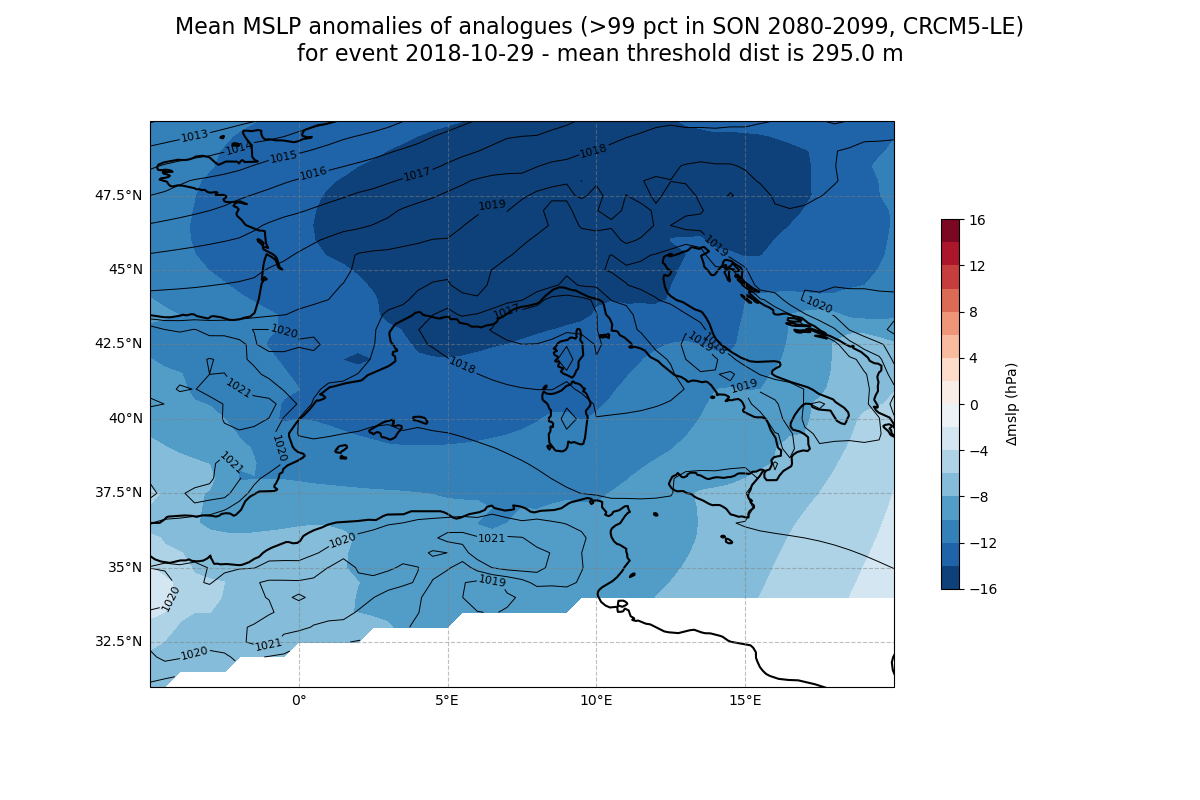 Mean MSLP anomalies of analogues (>99 pct in SON 2080-2099, CRCM5-LE)
for event 2018-10-29 - mean threshold dist is 295.0 m
1013
1014
1015
1016
1017
1018
1019
47.5°N
1019
45°N
1020
1017
1020
42.5°N
1018
1019
1018
1021
1019
40°N
1020
1021
37.5°N
1020
1021
35°N
1019
1020
32.5°N
1020
1021
0°
5°E
10°E
15°E
16
12
8
4
0
−4
−8
−12
−16
Δmslp (hPa)